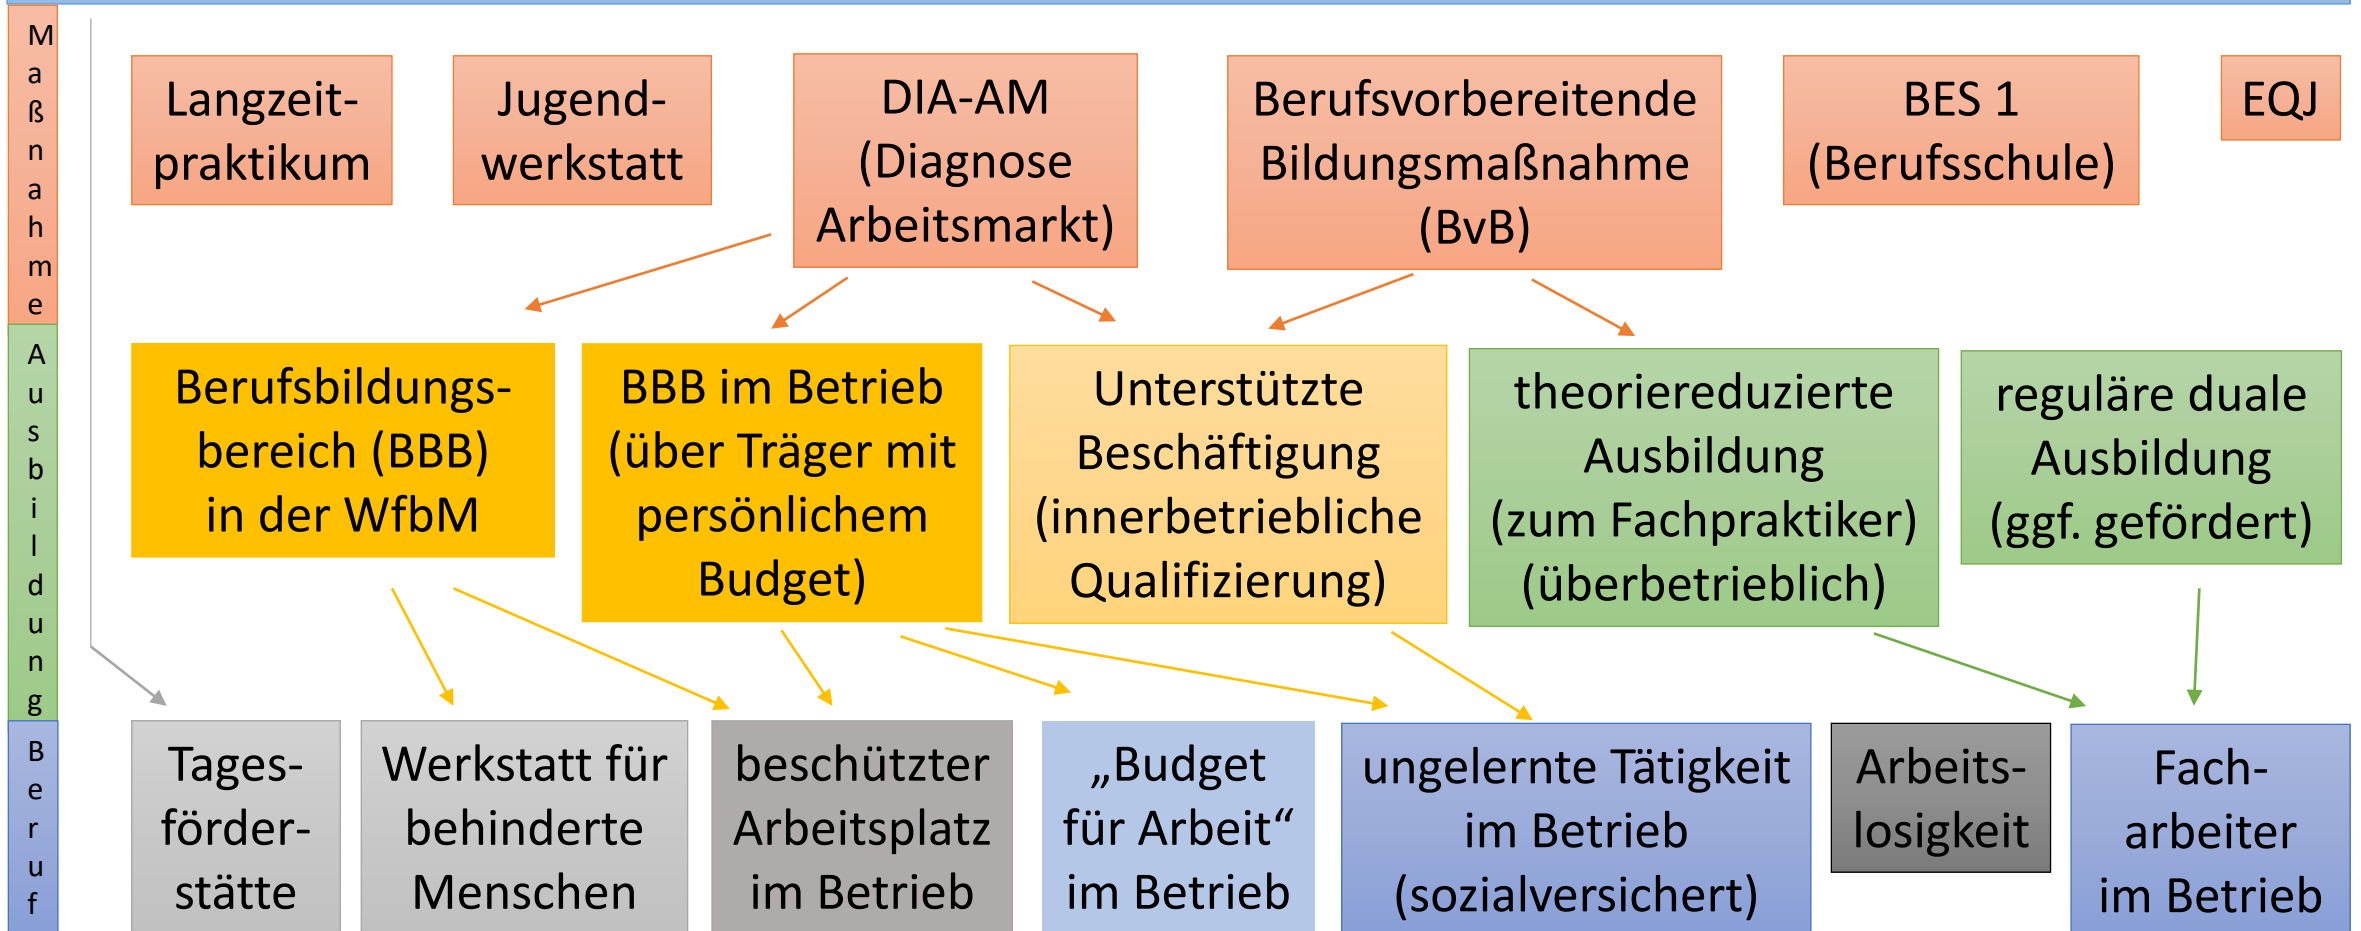 Maßnahme
Langzeit-
praktikum
Jugend-
werkstatt
DIA-AM
(Diagnose
Arbeitsmarkt)
Berufsvorbereitende
Bildungsmaßnahme
(BvB)
BES 1
(Berufsschule)
EQJ
Ausbildung
Berufsbildungs-
bereich (BBB)
in der WfbM
BBB im Betrieb
(über Träger mit
persönlichem
Budget)
Unterstützte
Beschäftigung
(innerbetriebliche
Qualifizierung)
theoriereduzierte
Ausbildung
(zum Fachpraktiker)
(überbetrieblich)
reguläre duale
Ausbildung
(ggf. gefördert)
Beruf
Tages-
förder-
stätte
Werkstatt für
behinderte
Menschen
beschützter
Arbeitsplatz
im Betrieb
„Budget
für Arbeit“
im Betrieb
ungelernte Tätigkeit
im Betrieb
(sozialversichert)
Arbeits-
losigkeit
Fach-
arbeiter
im Betrieb